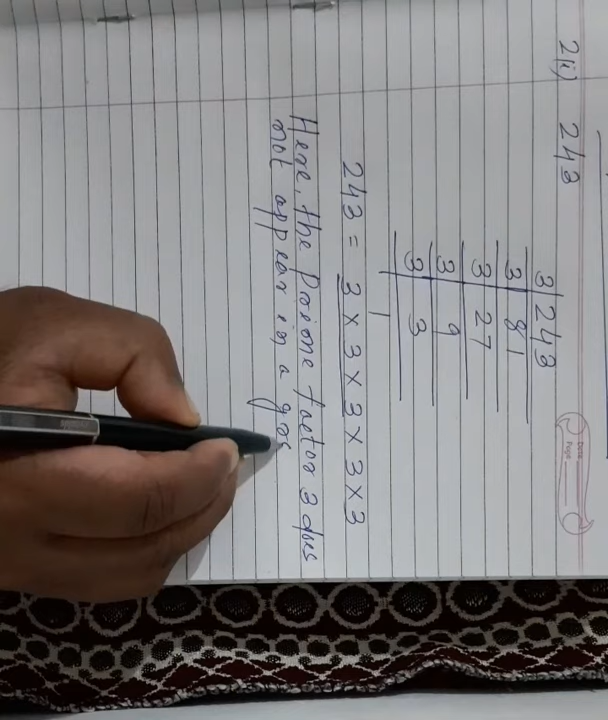 Date
Page
2(i) 243
3 | 243
3 | 81
3 | 27
3 | 9
3 | 3
1
243 = 3 × 3 × 3 × 3 × 3
Here, the Prime factor 3 does
not appear in a gro